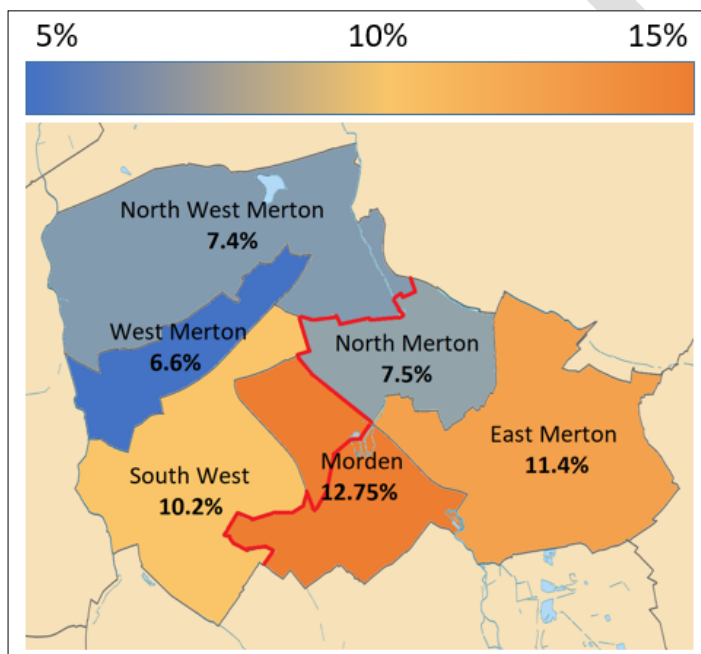 5% 10% 15%
North West Merton
7.4%
West Merton
6.6%
North Merton
7.5%
East Merton
11.4%
South West
10.2%
Morden
12.75%